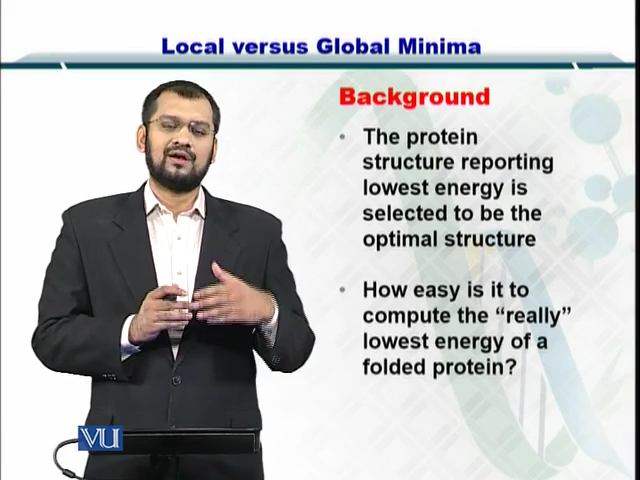 Local versus Global Minima
Background
• The protein
structure reporting
lowest energy is
selected to be the
optimal structure
• How easy is it to
compute the “really”
lowest energy of a
folded protein?
VU